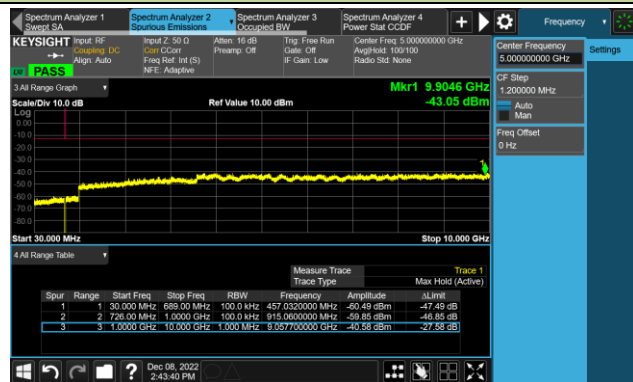 Spectrum Analyzer 1
Swept SA
Spectrum Analyzer 2
Spurious Emissions
Spectrum Analyzer 3
Occupied BW
Spectrum Analyzer 4
Power Stat CCDF
Frequency
KEYSIGHT
Input: RF
Coupling: DC
Align: Auto
Input Z: 50 Ω
Corr CCorr
Freq Ref: Int (S)
NFE: Adaptive
Atten: 16 dB
Preamp: Off
Trig: Free Run
Gate: Off
IF Gain: Low
Center Freq: 5.000000000 GHz
Avg|Hold: 100/100
Radio Std: None
PASS
Center Frequency
5.000000000 GHz
Settings
CF Step
1.200000 MHz
Auto
Man
Freq Offset
0 Hz
3 All Range Graph
Mkr1 9.9046 GHz
Scale/Div 10.0 dB
Ref Value 10.00 dBm
-43.05 dBm
Log
0.00
-10.0
-20.0
-30.0
-40.0
-50.0
-60.0
-70.0
-80.0
1
Start 30.000 MHz
Stop 10.000 GHz
4 All Range Table
Measure Trace Trace 1
Trace Type Max Hold (Active)
Spur Range Start Freq Stop Freq RBW Frequency Amplitude ΔLimit
1 1 30.000 MHz 689.00 MHz 100.0 kHz 457.0320000 MHz -60.49 dBm -47.49 dB
2 2 726.00 MHz 1.0000 GHz 100.0 kHz 915.0600000 MHz -59.85 dBm -46.85 dB
3 3 1.0000 GHz 10.000 GHz 1.000 MHz 9.057700000 GHz -40.58 dBm -27.58 dB
?
Dec 08, 2022
2:43:40 PM